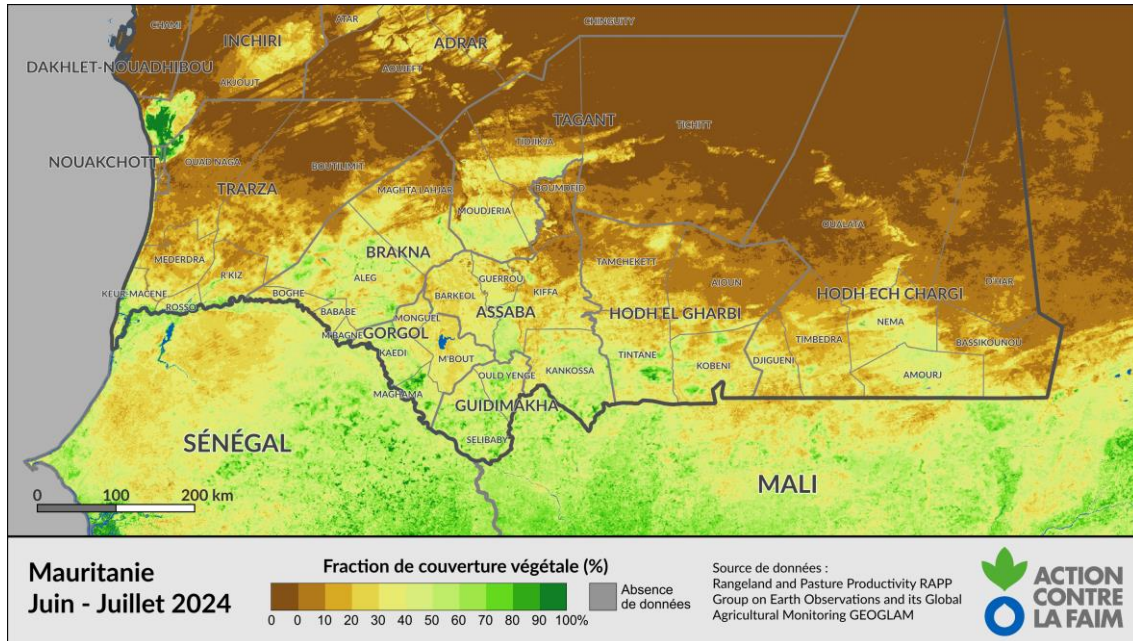 CHAMI
ATAR
CHINGUITY
INCHIRI
ADRAR
DAKHLET-NOUADHIBOU
AOUJEFT
AKJOUJT
TAGANT
TICHITT
TIDJIKJA
NOUAKCHOTT
OUAD NAGA
BOUTILIMIT
TRARZA
MAGHTA LAHJAR
BOUMDEID
MOUDJERIA
OUALATA
BRAKNA
MEDERDRA
R'KIZ
ALEG
GUERROU
TAMCHEKETT
AIOUN
D'HAR
KEUR-MACENE
ROSSO
BOGHE
BARKEOL
KIFFA
HODH ECH CHARGI
BABABE
MONGUEL
ASSABA
HODH EL GHARBI
NEMA
M'BAGNE
GORGOL
TIMBEDRA
BASSIKOUNOU
KAEDI
M'BOUT
TINTANE
KOBENI
DJIGUENI
AMOURJ
OULD YENGE
KANKOSSA
MAGHAMA
GUIDIMAKHA
SÉNÉGAL
SELIBABY
MALI
0 100 200 km
Mauritanie
Juin - Juillet 2024
Fraction de couverture végétale (%)
0 0 10 20 30 40 50 60 70 80 90 100%
Absence
de données
Source de données :
Rangeland and Pasture Productivity RAPP
Group on Earth Observations and its Global
Agricultural Monitoring GEOGLAM
ACTION
CONTRE
LA FAIM